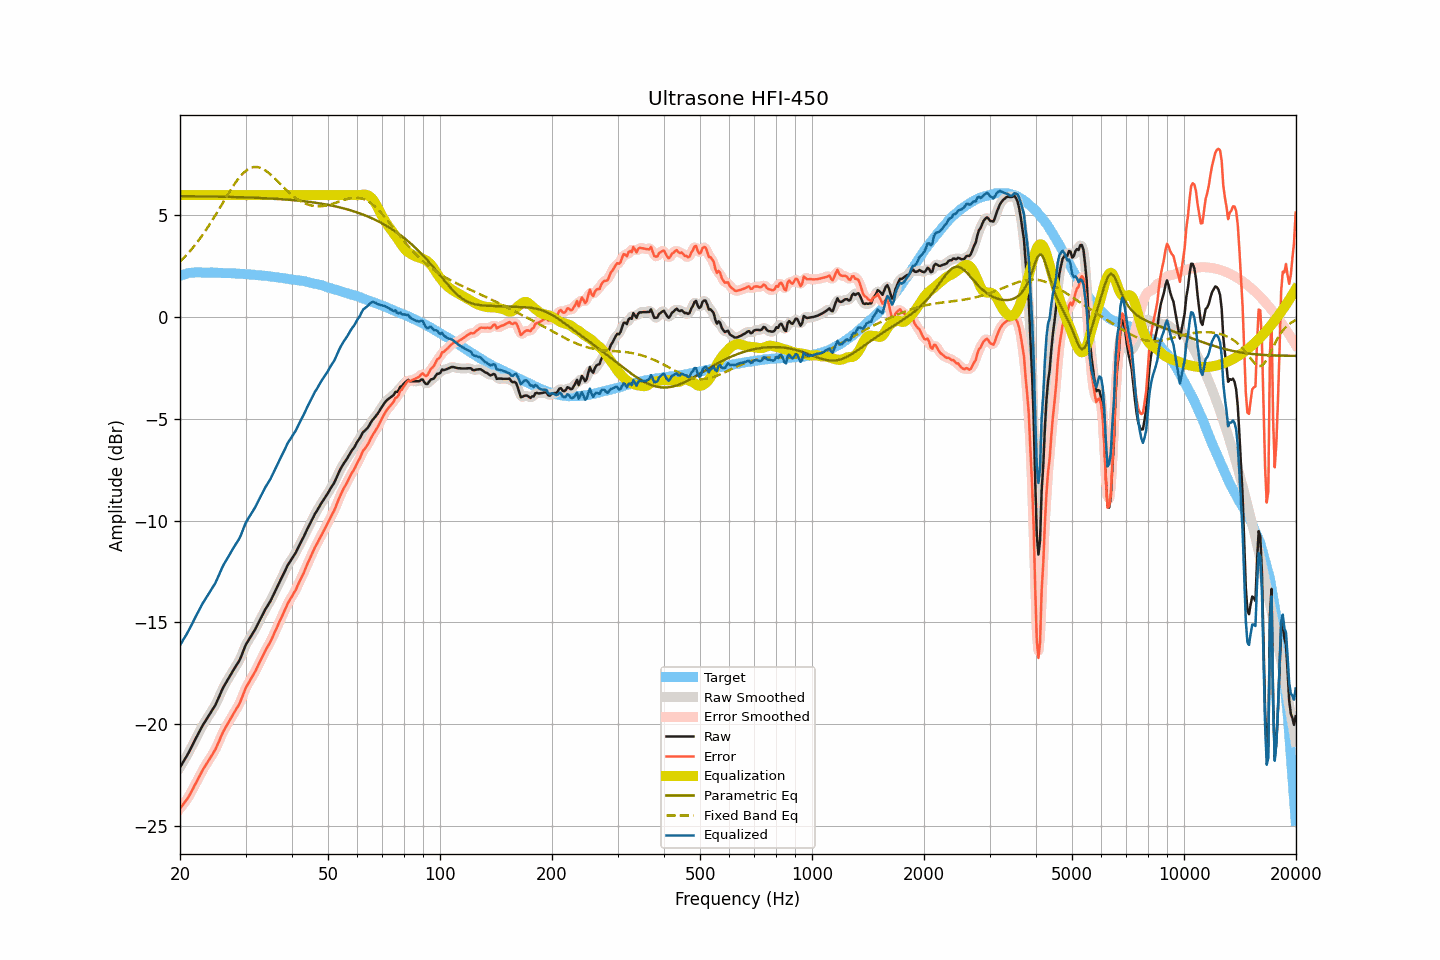 Ultrasone HFI-450
Amplitude (dBr)
5
0
−5
−10
−15
−20
−25
Target
Raw Smoothed
Error Smoothed
Raw
Error
Equalization
Parametric Eq
Fixed Band Eq
Equalized
20 50 100 200 500 1000 2000 5000 10000 20000
Frequency (Hz)